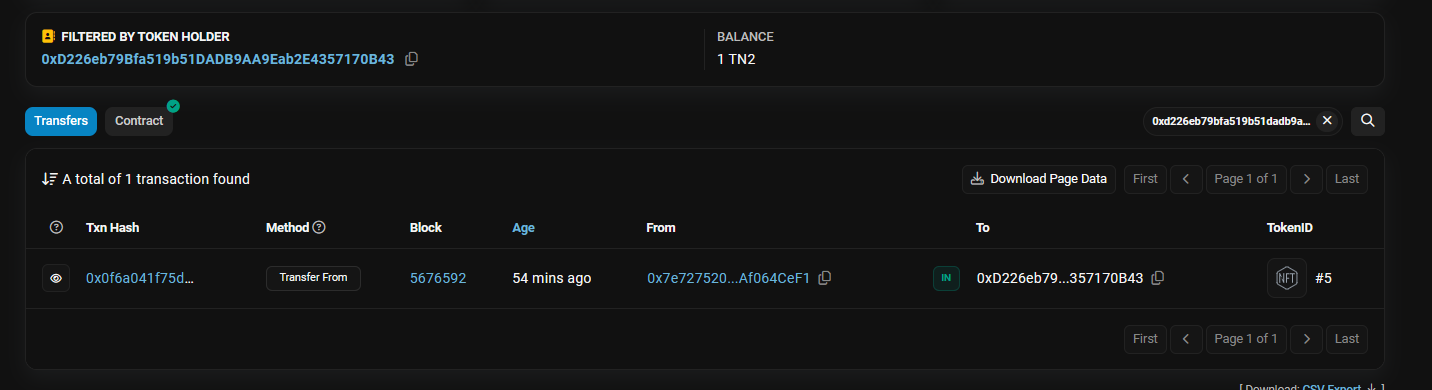 FILTERED BY TOKEN HOLDER
0xD226eb79Bfa519b51DADB9AA9Eab2E4357170B43
BALANCE
1 TN2
Transfers Contract
0xd226eb79bfa519b51dadb9a...
A total of 1 transaction found
Download Page Data First Page 1 of 1 Last
Txn Hash Method Block Age From To TokenID
0x0f6a041f75d... Transfer From 5676592 54 mins ago 0x7e727520...Af064CeF1 IN 0xD226eb79...357170B43 NFT #5
First Page 1 of 1 Last
[ Download: CSV Export ]